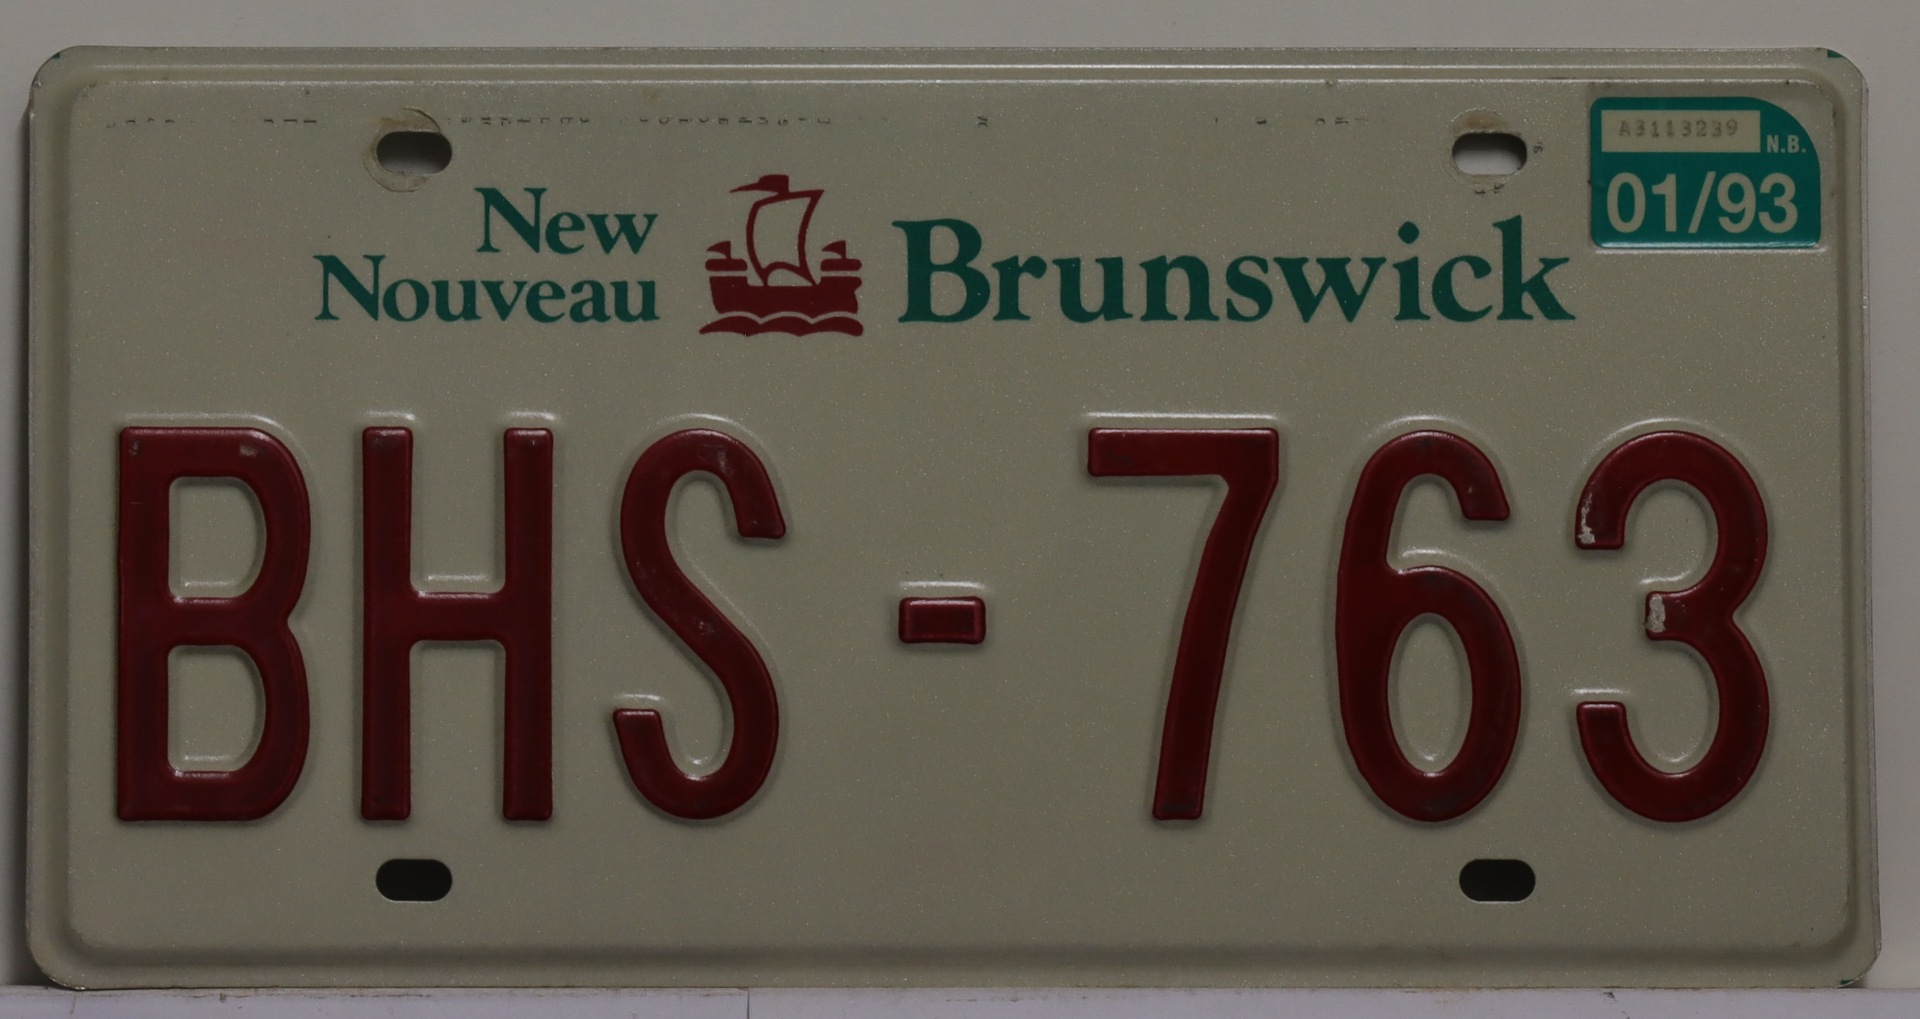 A3113239
N.B.
01/93
New
Nouveau
Brunswick
BHS-763